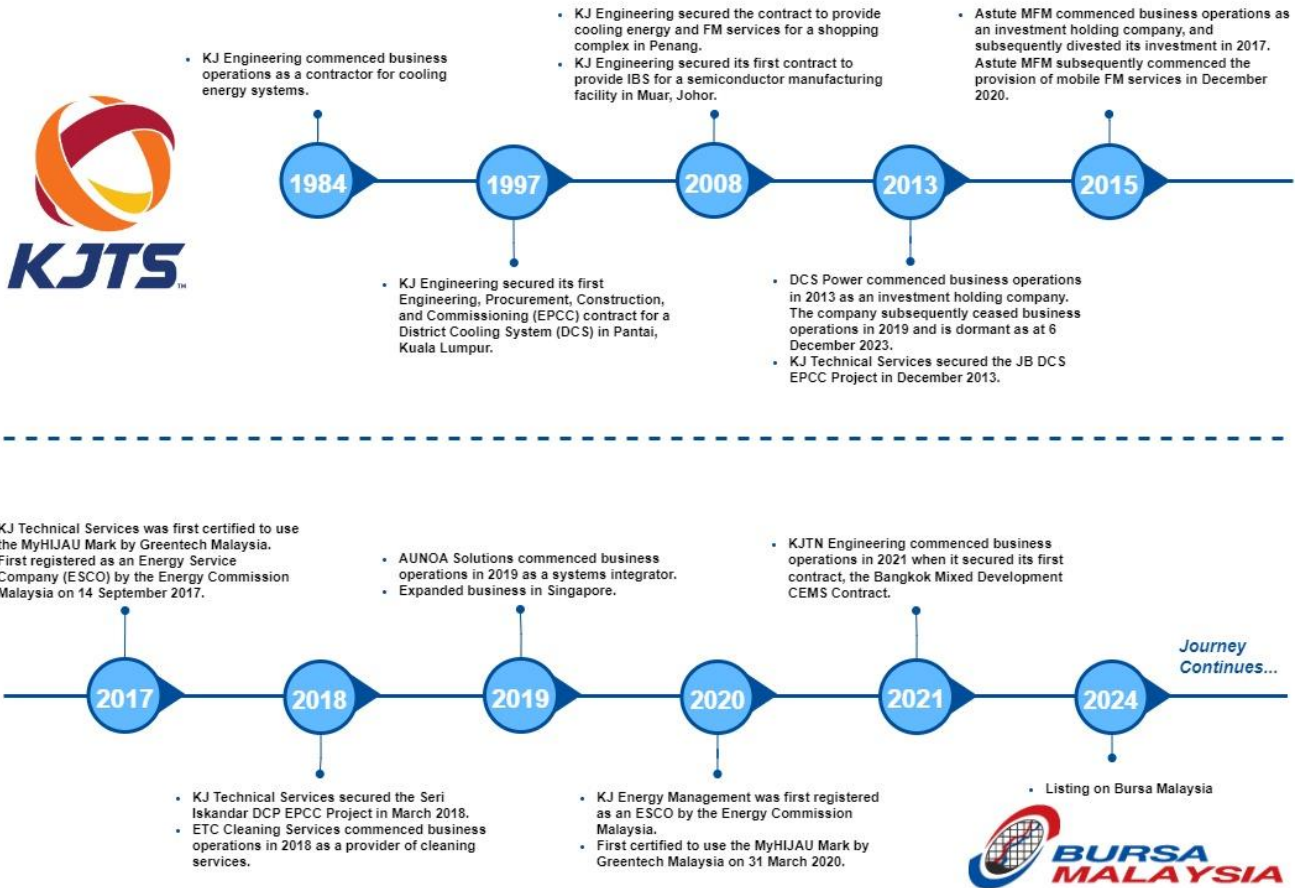 KJTS™
• KJ Engineering commenced business
operations as a contractor for cooling
energy systems.
• KJ Engineering secured the contract to provide
cooling energy and FM services for a shopping
complex in Penang.
• KJ Engineering secured its first contract to
provide IBS for a semiconductor manufacturing
facility in Muar, Johor.
• Astute MFM commenced business operations as
an investment holding company, and
subsequently divested its investment in 2017.
Astute MFM subsequently commenced the
provision of mobile FM services in December
2020.
1984
1997
2008
2013
2015
• KJ Engineering secured its first
Engineering, Procurement, Construction,
and Commissioning (EPCC) contract for a
District Cooling System (DCS) in Pantai,
Kuala Lumpur.
• DCS Power commenced business operations
in 2013 as an investment holding company.
The company subsequently ceased business
operations in 2019 and is dormant as at 6
December 2023.
• KJ Technical Services secured the JB DCS
EPCC Project in December 2013.
KJ Technical Services was first certified to use
the MyHIJAU Mark by Greentech Malaysia.
First registered as an Energy Service
Company (ESCO) by the Energy Commission
Malaysia on 14 September 2017.
• AUNOA Solutions commenced business
operations in 2019 as a systems integrator.
• Expanded business in Singapore.
• KJTN Engineering commenced business
operations in 2021 when it secured its first
contract, the Bangkok Mixed Development
CEMS Contract.
Journey
Continues...
2017
2018
2019
2020
2021
2024
• KJ Technical Services secured the Seri
Iskandar DCP EPCC Project in March 2018.
• ETC Cleaning Services commenced business
operations in 2018 as a provider of cleaning
services.
• KJ Energy Management was first registered
as an ESCO by the Energy Commission
Malaysia.
• First certified to use the MyHIJAU Mark by
Greentech Malaysia on 31 March 2020.
• Listing on Bursa Malaysia
BURSA
MALAYSIA